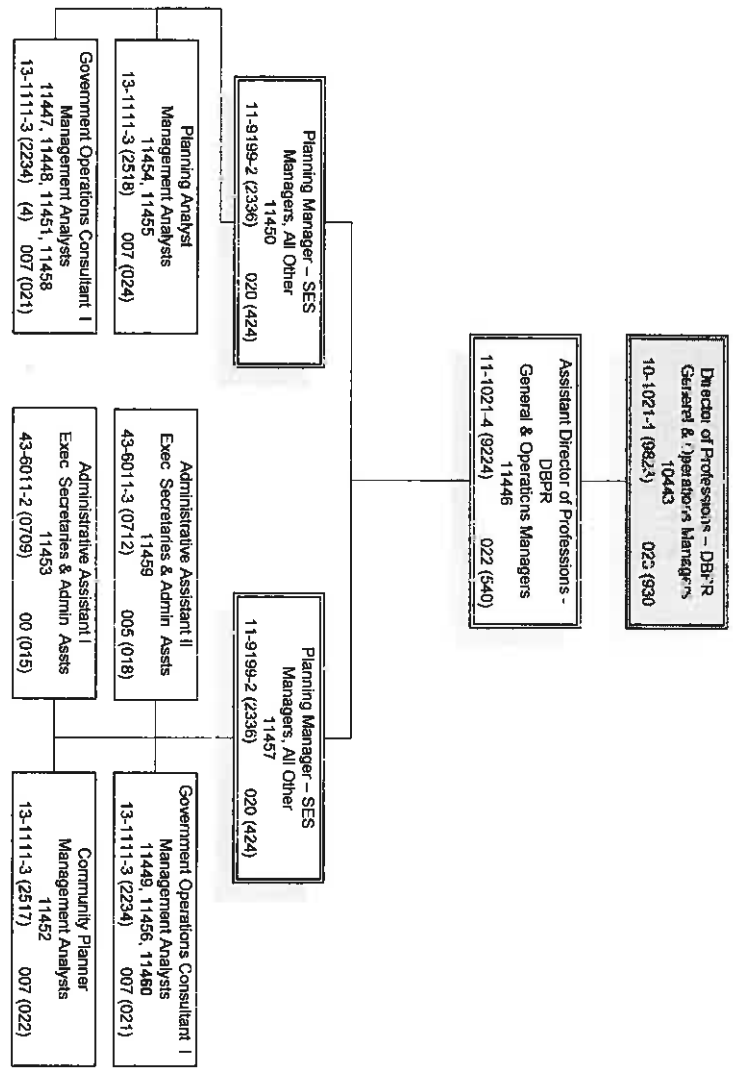 Director of Professions – DBPR
General & Operations Managers
10443
10-1021-1 (9823) 023 (930
Assistant Director of Professions -
DBPR
General & Operations Managers
11446
11-1021-4 (9224) 022 (540)
Planning Manager – SES
Managers, All Other
11450
11-9199-2 (2336) 020 (424)
Planning Manager – SES
Managers, All Other
11457
11-9199-2 (2336) 020 (424)
Planning Analyst
Management Analysts
11454, 11455
13-1111-3 (2518) 007 (024)
Administrative Assistant II
Exec Secretaries & Admin Assts
11459
43-6011-3 (0712) 005 (018)
Government Operations Consultant I
Management Analysts
11449, 11456, 11460
13-1111-3 (2234) 007 (021)
Government Operations Consultant I
Management Analysts
11447, 11448, 11451, 11458
13-1111-3 (2234) (4) 007 (021)
Administrative Assistant I
Exec Secretaries & Admin Assts
11453
43-6011-2 (0709) 00 (015)
Community Planner
Management Analysts
11452
13-1111-3 (2517) 007 (022)